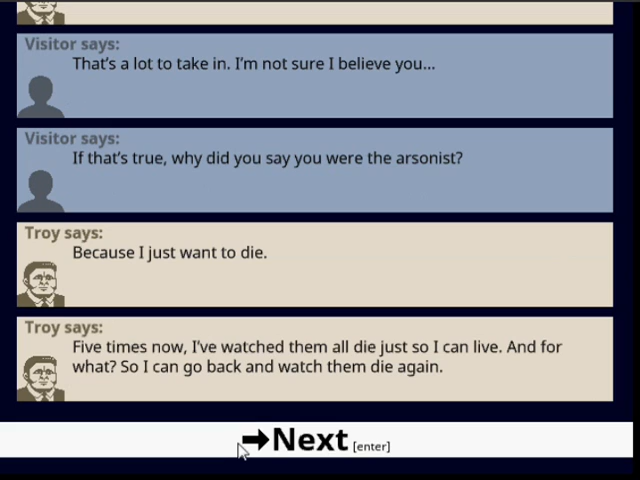 Visitor says:
That’s a lot to take in. I’m not sure I believe you...
Visitor says:
If that’s true, why did you say you were the arsonist?
Troy says:
Because I just want to die.
Troy says:
Five times now, I’ve watched them all die just so I can live. And for
what? So I can go back and watch them die again.
➡Next [enter]